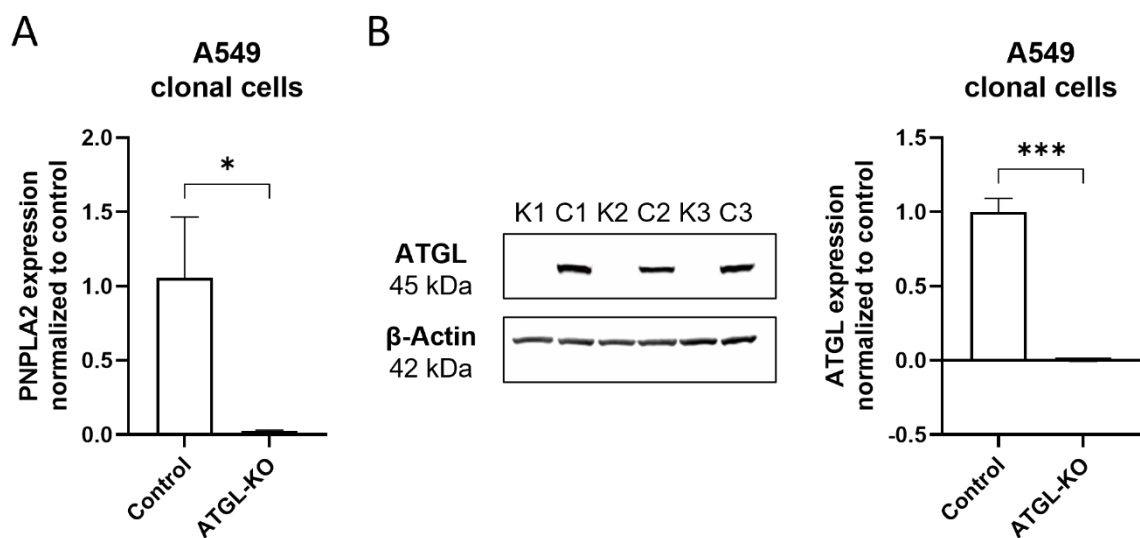 A
A549
clonal cells
PNPLA2 expression
normalized to control
2.0
1.5
1.0
0.5
0.0
*
Control
ATGL-KO
B
K1 C1 K2 C2 K3 C3
ATGL
45 kDa
β-Actin
42 kDa
A549
clonal cells
ATGL expression
normalized to control
1.5
1.0
0.5
0.0
-0.5
***
Control
ATGL-KO